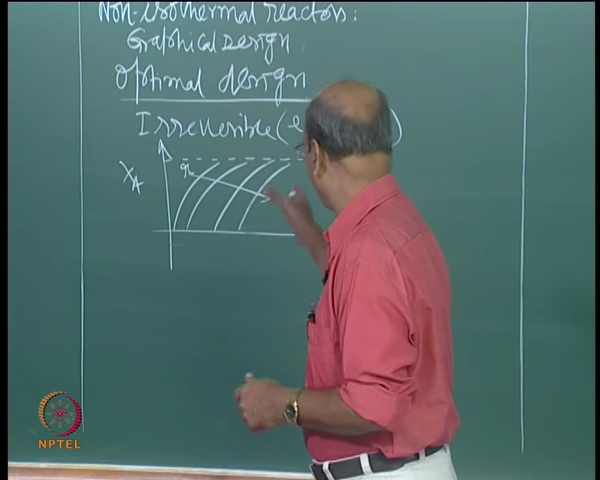 Non-isothermal reactors:
Graphical Design:
Optimal design
Irreversible (
XA
r
NPTEL